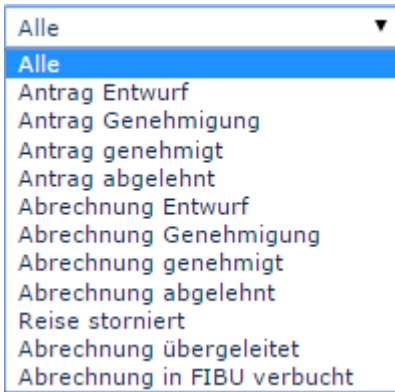 Alle
Alle
Antrag Entwurf
Antrag Genehmigung
Antrag genehmigt
Antrag abgelehnt
Abrechnung Entwurf
Abrechnung Genehmigung
Abrechnung genehmigt
Abrechnung abgelehnt
Reise storniert
Abrechnung übergeleitet
Abrechnung in FIBU verbucht